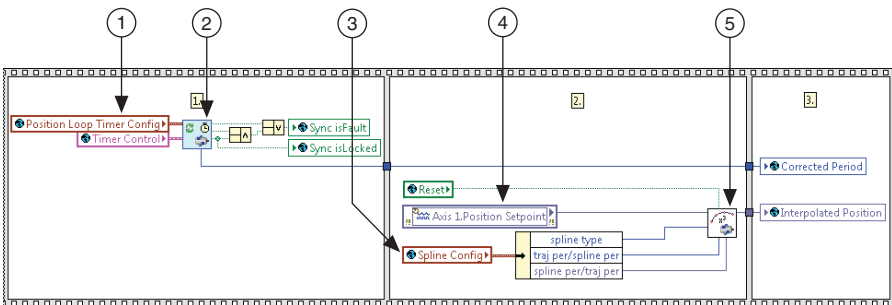 1 2 3 4 5
1. 2. 3.
Position Loop Timer Config
Timer Control
Sync isFault
Sync isLocked
Corrected Period
Reset
Axis 1.Position Setpoint
Interpolated Position
spline type
Spline Config
traj per/spline per
spline per/traj per
x³